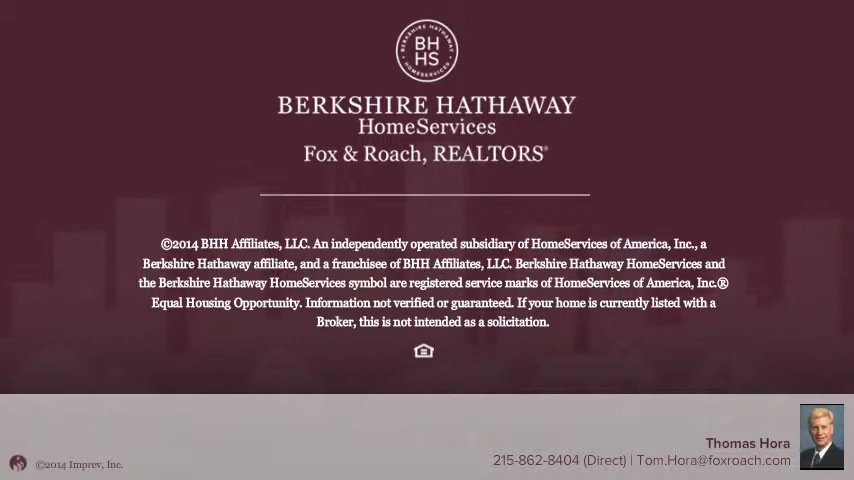 BERKSHIRE HATHAWAY
HOMESERVICES
BH
HS
BERKSHIRE HATHAWAY
HomeServices
Fox & Roach, REALTORS®
©2014 BHH Affiliates, LLC. An independently operated subsidiary of HomeServices of America, Inc., a
Berkshire Hathaway affiliate, and a franchisee of BHH Affiliates, LLC. Berkshire Hathaway HomeServices and
the Berkshire Hathaway HomeServices symbol are registered service marks of HomeServices of America, Inc.®
Equal Housing Opportunity. Information not verified or guaranteed. If your home is currently listed with a
Broker, this is not intended as a solicitation.
Thomas Hora
215-862-8404 (Direct) | Tom.Hora@foxroach.com
©2014 Imprev, Inc.